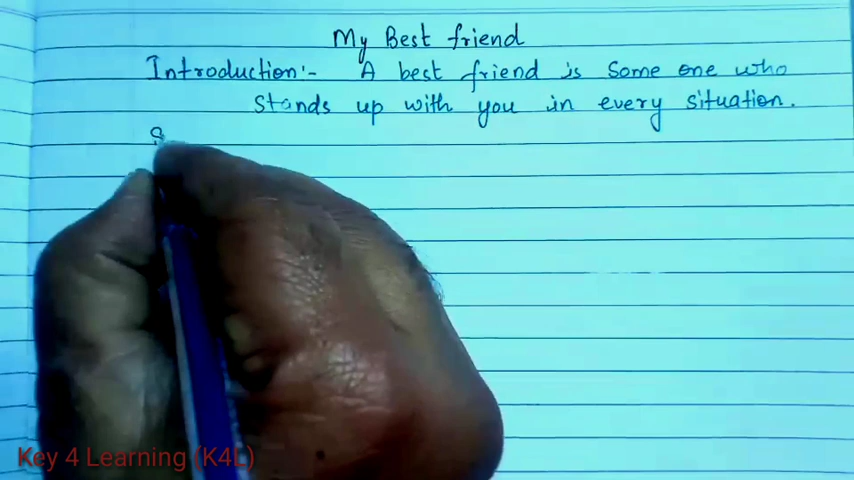 My Best friend
Introduction:- A best friend is Some one who
stands up with you in every situation.
Key 4 Learning (K4L)